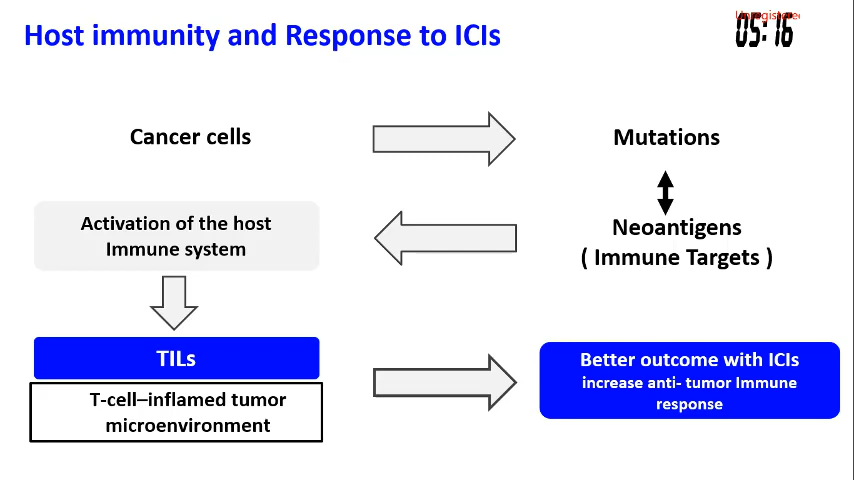 Unregistered
Host immunity and Response to ICIs
05:16
Cancer cells
Mutations
Activation of the host
Immune system
Neoantigens
( Immune Targets )
TILs
T-cell–inflamed tumor
microenvironment
Better outcome with ICIs
increase anti- tumor Immune
response